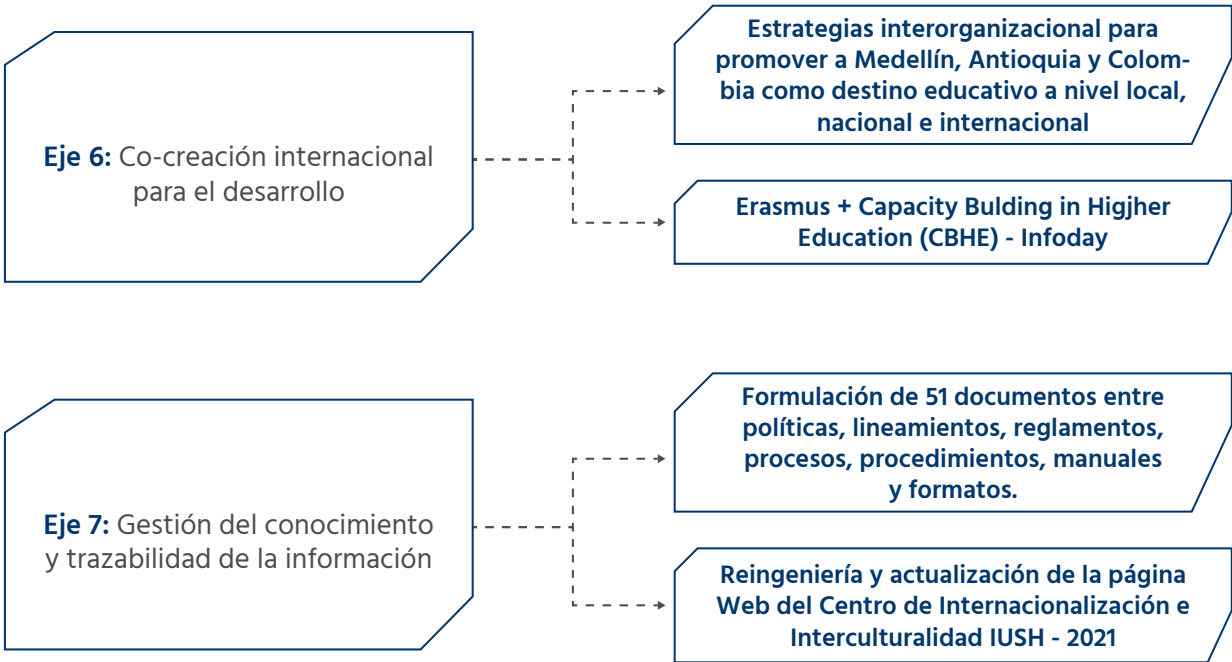 Eje 6: Co-creación internacional
para el desarrollo
Estrategias interorganizacional para
promover a Medellín, Antioquia y Colom-
bia como destino educativo a nivel local,
nacional e internacional
Erasmus + Capacity Bulding in Higjher
Education (CBHE) - Infoday
Eje 7: Gestión del conocimiento
y trazabilidad de la información
Formulación de 51 documentos entre
políticas, lineamientos, reglamentos,
procesos, procedimientos, manuales
y formatos.
Reingeniería y actualización de la página
Web del Centro de Internacionalización e
Interculturalidad IUSH - 2021